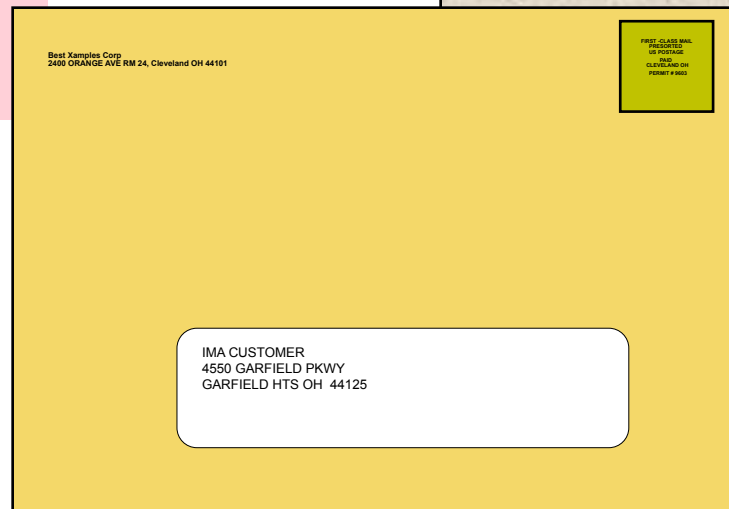 Best Xamples Corp
2400 ORANGE AVE RM 24, Cleveland OH 44101
FIRST -CLASS MAIL
PRESORTED
US POSTAGE
PAID
CLEVELAND OH
PERMIT # 9603
IMA CUSTOMER
4550 GARFIELD PKWY
GARFIELD HTS OH  44125